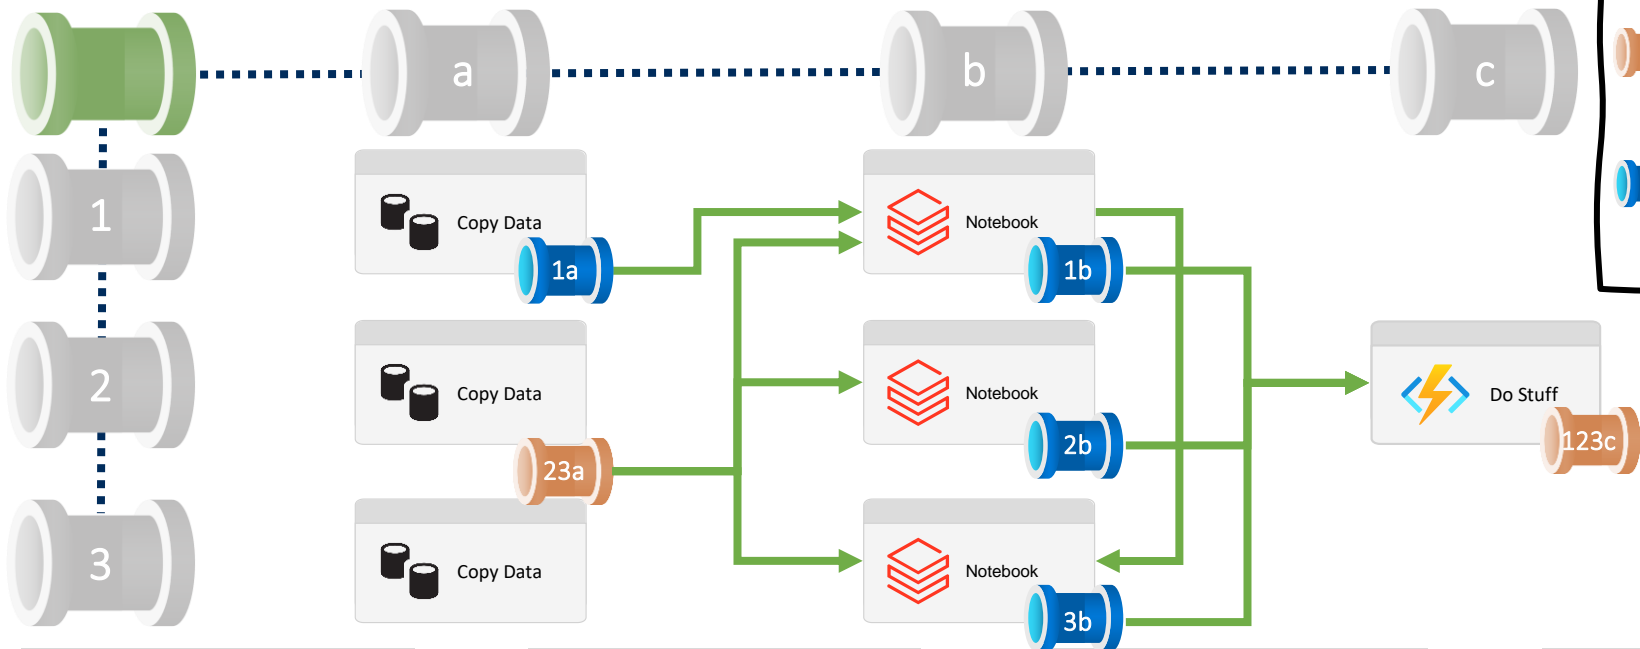 a
b
c
1
Copy Data
1a
Notebook
1b
2
Copy Data
Notebook
2b
Do Stuff
123c
23a
3
Copy Data
Notebook
3b